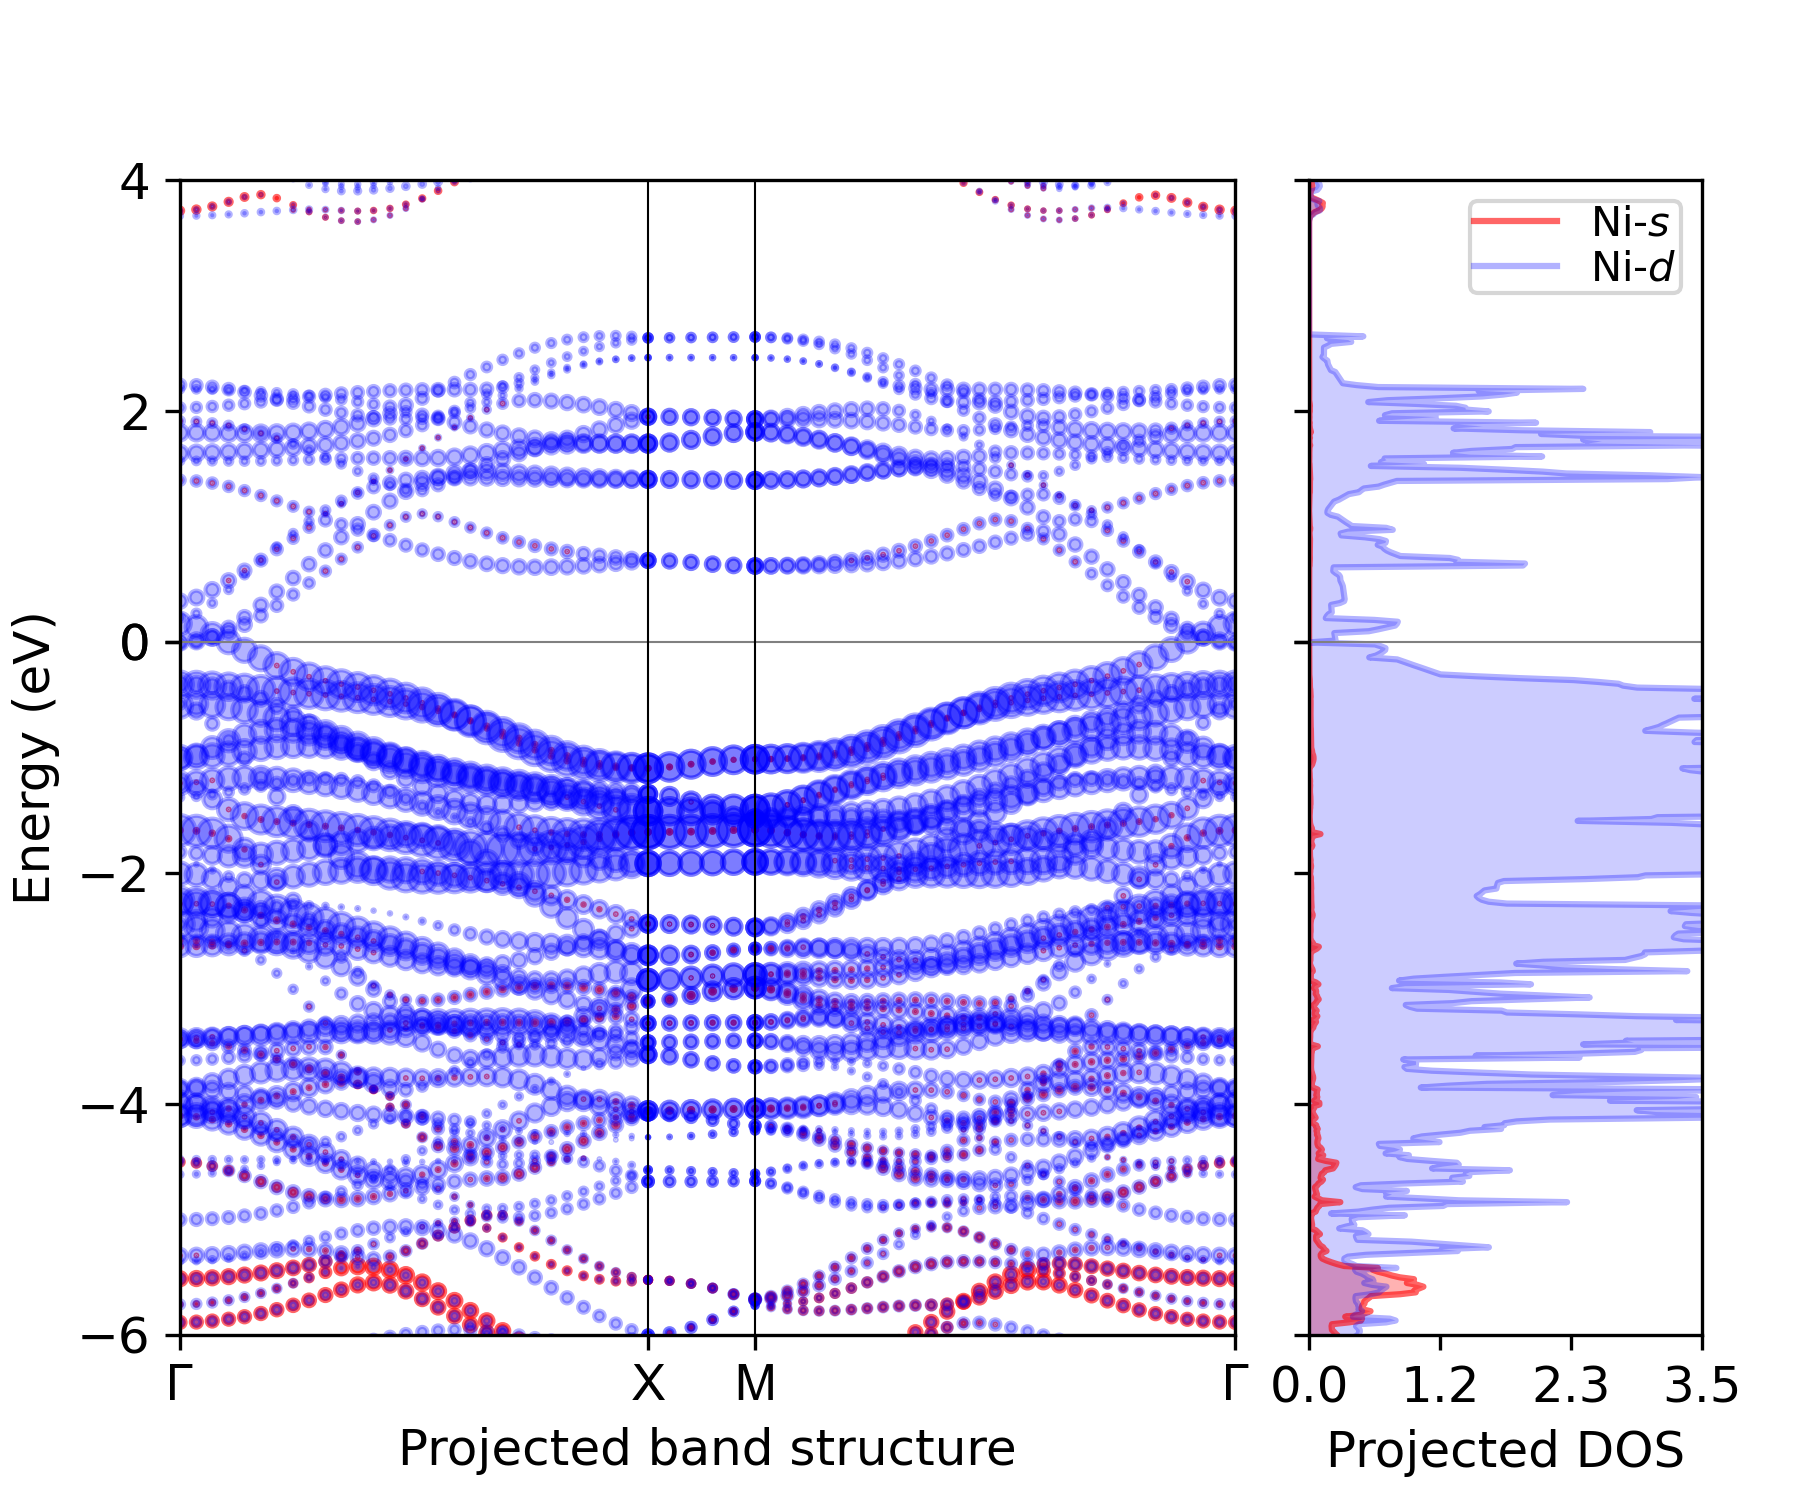 4
2
0
−2
−4
−6
Energy (eV)
Γ
X
M
Γ
Projected band structure
Ni-s
Ni-d
0.0
1.2
2.3
3.5
Projected DOS